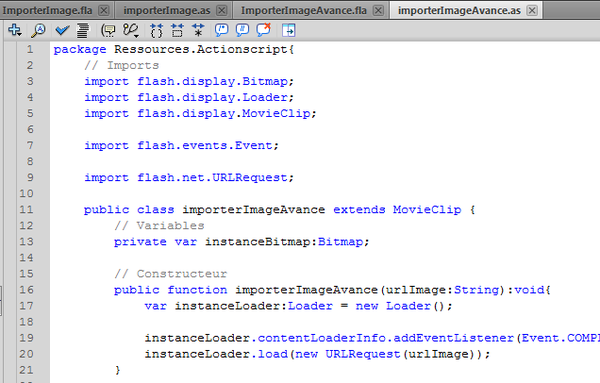 ImporterImage.fla importerImage.as ImporterImageAvance.fla importerImageAvance.as
1 package Ressources.Actionscript{
2 // Imports
3 import flash.display.Bitmap;
4 import flash.display.Loader;
5 import flash.display.MovieClip;
6
7 import flash.events.Event;
8
9 import flash.net.URLRequest;
10
11 public class importerImageAvance extends MovieClip {
12 // Variables
13 private var instanceBitmap:Bitmap;
14
15 // Constructeur
16 public function importerImageAvance(urlImage:String):void{
17 var instanceLoader:Loader = new Loader();
18
19 instanceLoader.contentLoaderInfo.addEventListener(Event.COMP
20 instanceLoader.load(new URLRequest(urlImage));
21 }